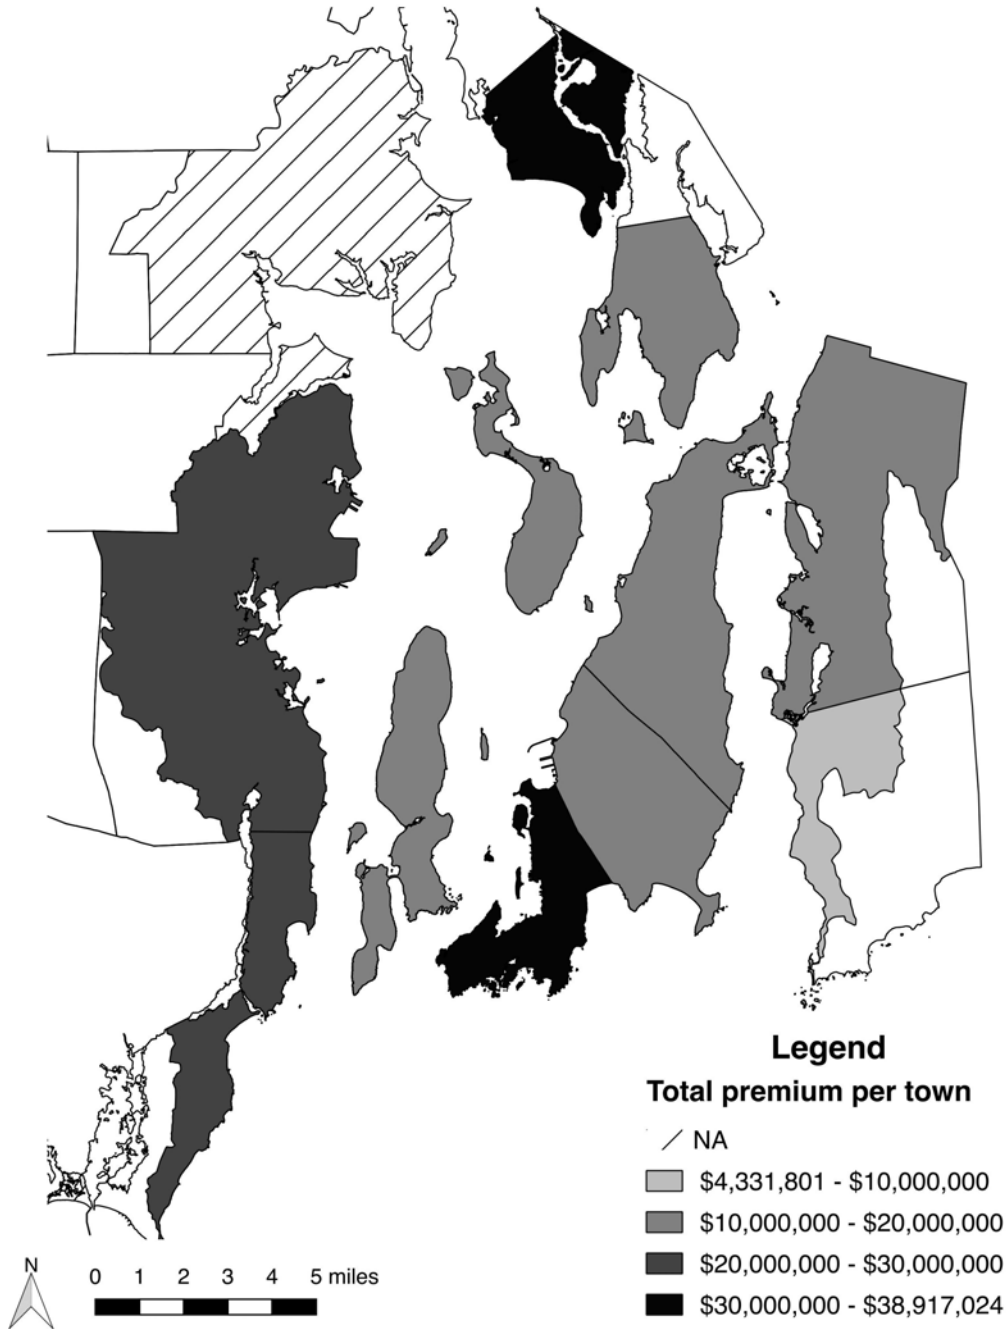 Legend
Total premium per town
NA
$4,331,801 - $10,000,000
$10,000,000 - $20,000,000
$20,000,000 - $30,000,000
$30,000,000 - $38,917,024
N
0 1 2 3 4 5 miles